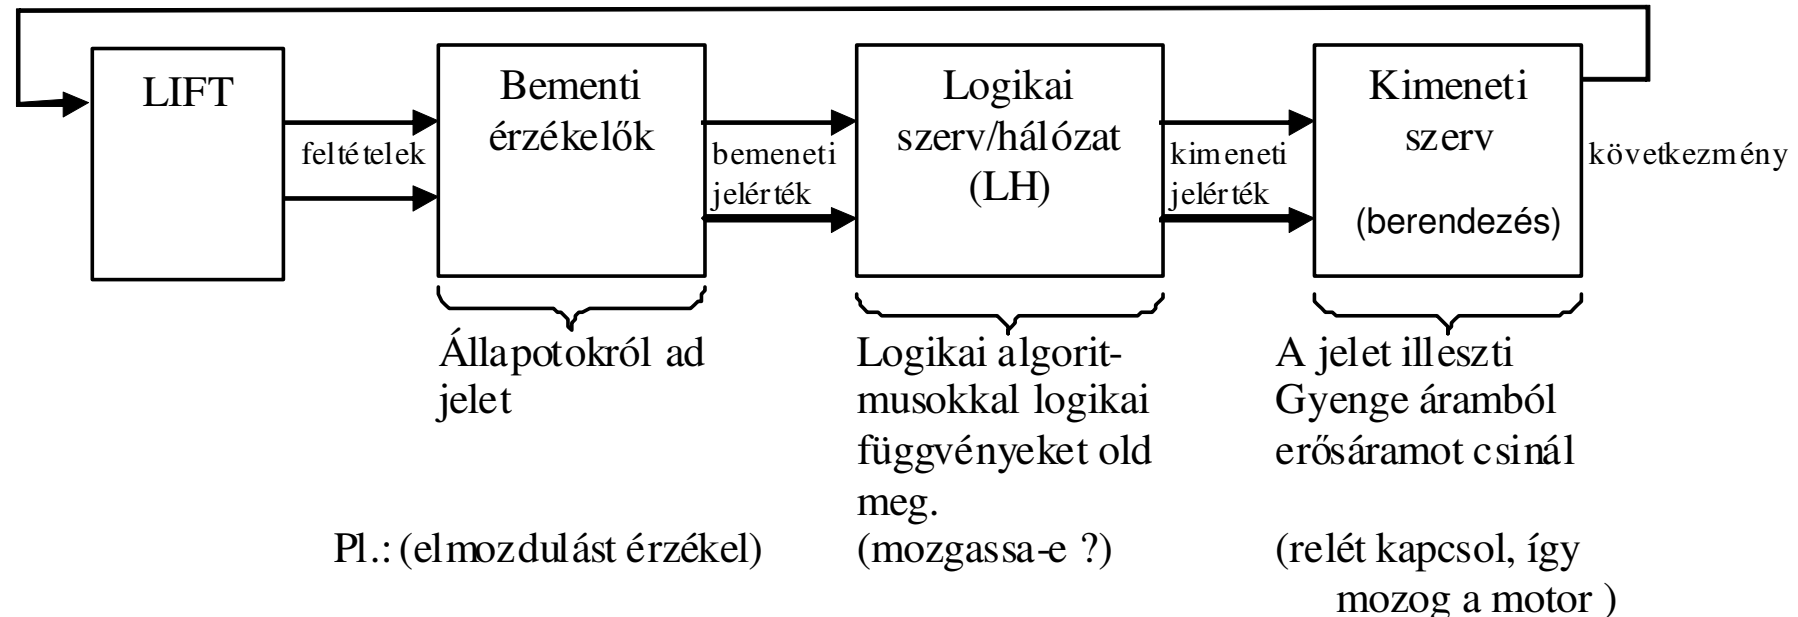 LIFT
feltételek
Bementi
érzékelők
bemeneti
jelérték
Logikai
szerv/hálózat
(LH)
kimeneti
jelérték
Kimeneti
szerv
(berendezés)
következmény
Állapotokról ad
jelet
Logikai algorit-
musokkal logikai
függvényeket old
meg.
A jelet illeszti
Gyenge áramból
erősáramot csinál
Pl.: (elmozdulást érzékel)
(mozgassa-e ?)
(relét kapcsol, így
mozog a motor )